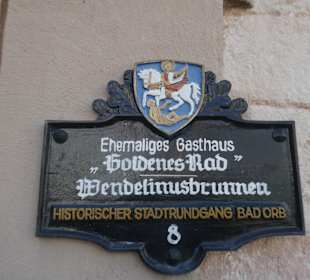 Ehemaliges Gasthaus
„Goldenes Rad"
Wendelinusbrunnen
HISTORISCHER STADTRUNDGANG BAD ORB
8